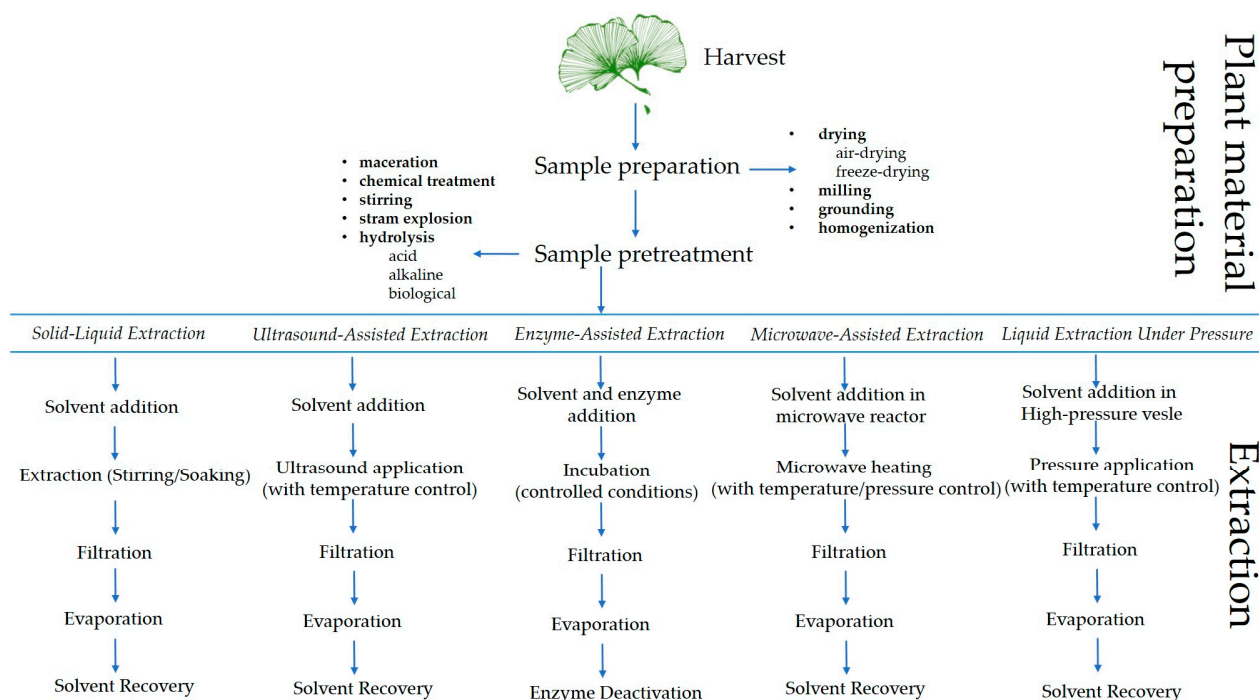 Harvest
Plant material
preparation
Sample preparation
• drying
air-drying
freeze-drying
• milling
• grounding
• homogenization
• maceration
• chemical treatment
• stirring
• stram explosion
• hydrolysis
acid
alkaline
biological
Sample pretreatment
Solid-Liquid Extraction
Ultrasound-Assisted Extraction
Enzyme-Assisted Extraction
Microwave-Assisted Extraction
Liquid Extraction Under Pressure
Extraction
Solvent addition
Extraction (Stirring/Soaking)
Filtration
Evaporation
Solvent Recovery
Solvent addition
Ultrasound application
(with temperature control)
Filtration
Evaporation
Solvent Recovery
Solvent and enzyme
addition
Incubation
(controlled conditions)
Filtration
Evaporation
Enzyme Deactivation
Solvent addition in
microwave reactor
Microwave heating
(with temperature/pressure control)
Filtration
Evaporation
Solvent Recovery
Solvent addition in
High-pressure vesle
Pressure application
(with temperature control)
Filtration
Evaporation
Solvent Recovery